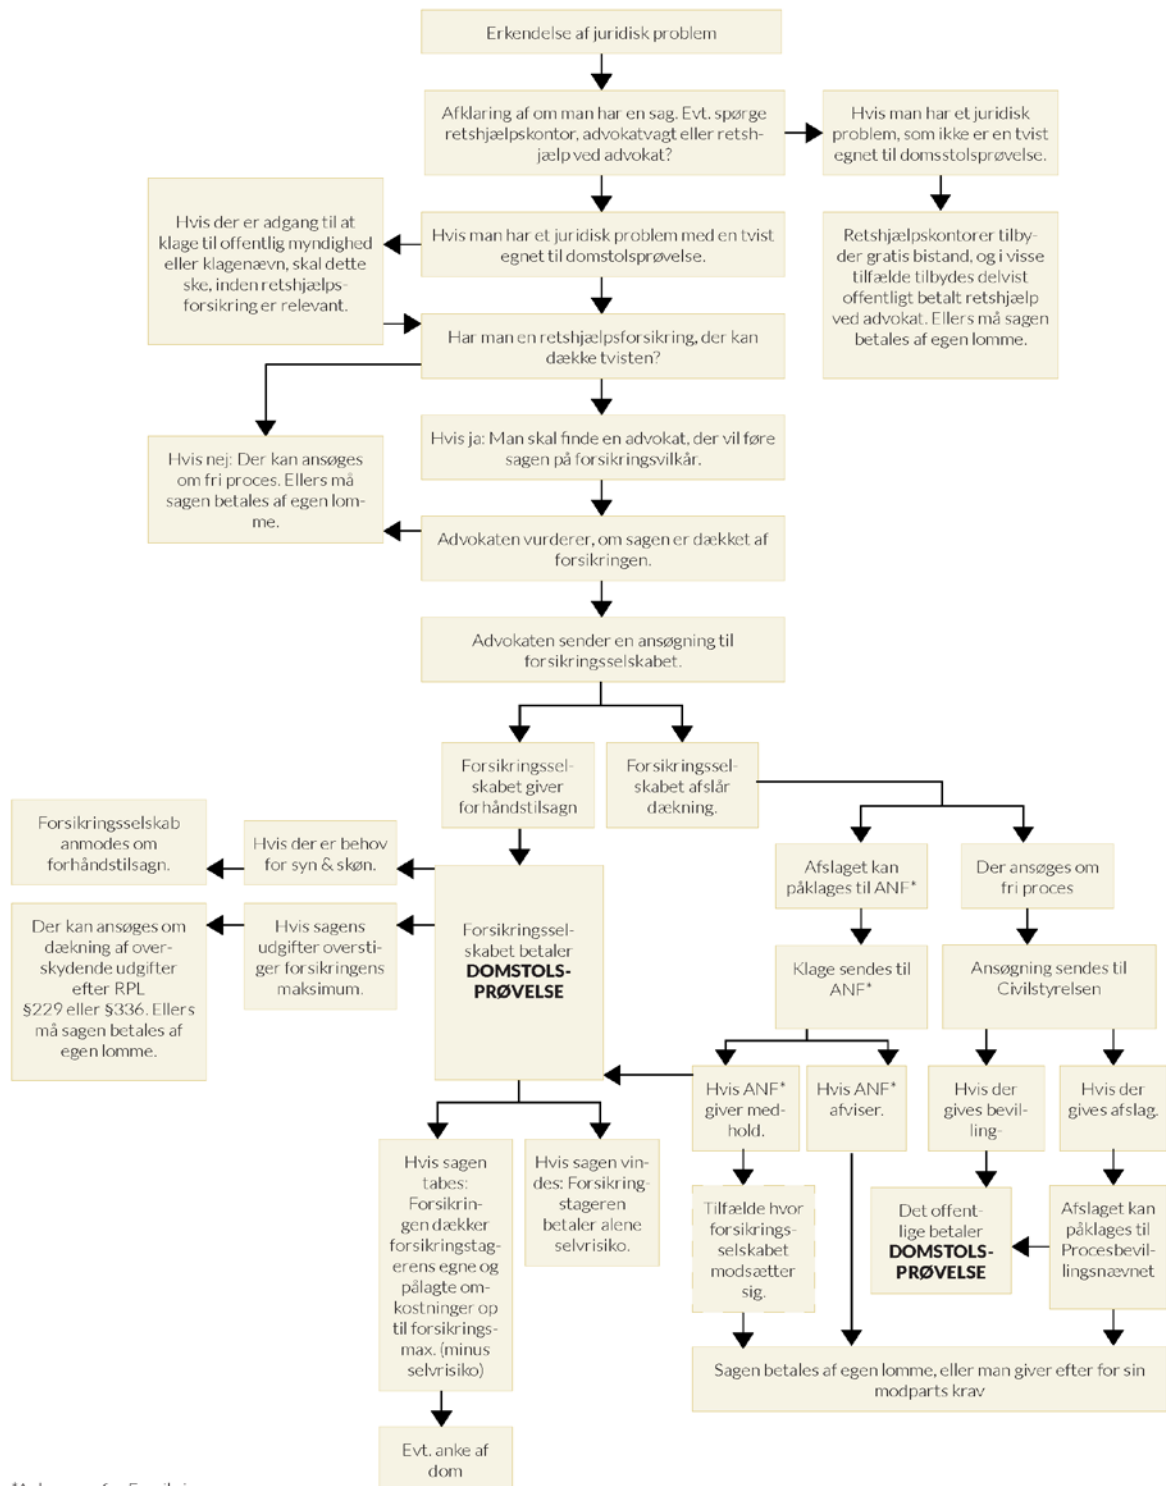 Erkendelse af juridisk problem
Afklaring af om man har en sag. Evt. spørge
retshjælpskontor, advokatvagt eller retsh-
jælp ved advokat?
Hvis man har et juridisk
problem, som ikke er en tvist
egnet til domsstolsprøvelse.
Hvis der er adgang til at
klage til offentlig myndighed
eller klagenævn, skal dette
ske, inden retshjælps-
forsikring er relevant.
Hvis man har et juridisk problem med en tvist
egnet til domstolsprøvelse.
Retshjælpskontorer tilby-
der gratis bistand, og i visse
tilfælde tilbydes delvist
offentligt betalt retshjælp
ved advokat. Ellers må sagen
betales af egen lomme.
Har man en retshjælpsforsikring, der kan
dække tvisten?
Hvis ja: Man skal finde en advokat, der vil føre
sagen på forsikringsvilkår.
Hvis nej: Der kan ansøges
om fri proces. Ellers må
sagen betales af egen lom-
me.
Advokaten vurderer, om sagen er dækket af
forsikringen.
Advokaten sender en ansøgning til
forsikringsselskabet.
Forsikringssel-
skabet giver
forhåndstilsagn
Forsikringssel-
skabet afslår
dækning.
Forsikringsselskab
anmodes om
forhåndstilsagn.
Hvis der er behov
for syn & skøn.
Afslaget kan
påklages til ANF*
Der ansøges om
fri proces
Der kan ansøges om
dækning af over-
skydende udgifter
efter RPL
§229 eller §336. Ellers
må sagen betales af
egen lomme.
Hvis sagens
udgifter oversti-
ger forsikringens
maksimum.
Forsikringssel-
skabet betaler
DOMSTOLS-
PRØVELSE
Klage sendes til
ANF*
Ansøgning sendes til
Civilstyrelsen
Hvis ANF*
giver med-
hold.
Hvis ANF*
afviser.
Hvis der
gives bevil-
ling-
Hvis der
gives afslag.
Hvis sagen
tabes:
Forsikrin-
gen dækker
forsikringstag-
erens egne og
pålagte om-
kostninger op
til forsikrings-
max. (minus
selvrisiko)
Hvis sagen vin-
des: Forsikring-
stageren
betaler alene
selvrisiko.
Tilfælde hvor
forsikrings-
selskabet
modsætter
sig.
Det offent-
lige betaler
DOMSTOLS-
PRØVELSE
Afslaget kan
påklages til
Procesbevil-
lingsnævnet
Sagen betales af egen lomme, eller man giver efter for sin
modparts krav
Evt. anke af
dom